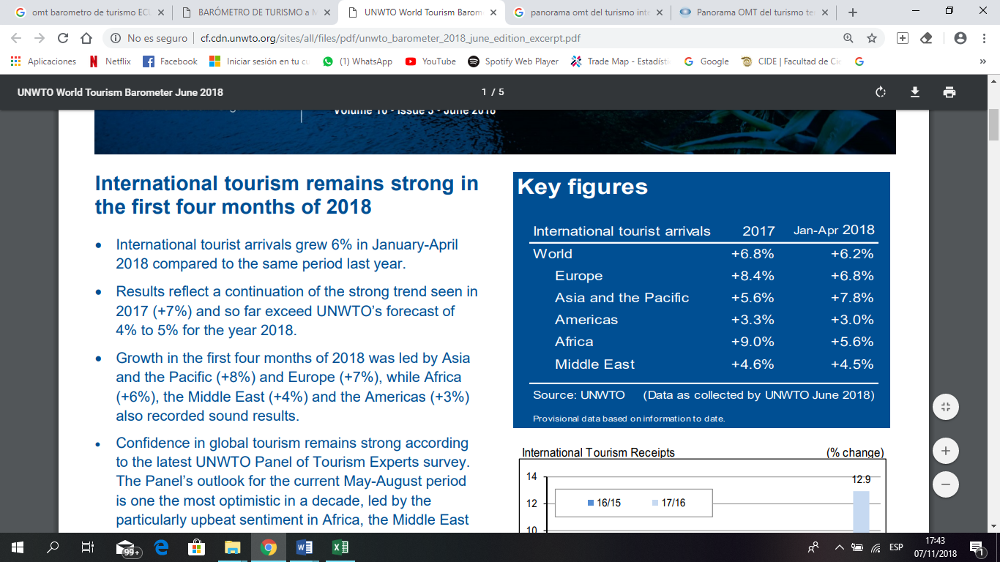 omt barometro de turismo ECU
BARÓMETRO DE TURISMO a M
UNWTO World Tourism Barom
panorama omt del turismo inte
Panorama OMT del turismo te
No es seguro | cf.cdn.unwto.org/sites/all/files/pdf/unwto_barometer_2018_june_edition_excerpt.pdf
Aplicaciones Netflix Facebook Iniciar sesión en tu cu (1) WhatsApp YouTube Spotify Web Player Trade Map - Estadísti Google CIDE | Facultad de Cie
UNWTO World Tourism Barometer June 2018 1 / 5
Volume 16 - Issue 3 - June 2018
International tourism remains strong in
the first four months of 2018
• International tourist arrivals grew 6% in January-April
2018 compared to the same period last year.
• Results reflect a continuation of the strong trend seen in
2017 (+7%) and so far exceed UNWTO's forecast of
4% to 5% for the year 2018.
• Growth in the first four months of 2018 was led by Asia
and the Pacific (+8%) and Europe (+7%), while Africa
(+6%), the Middle East (+4%) and the Americas (+3%)
also recorded sound results.
• Confidence in global tourism remains strong according
to the latest UNWTO Panel of Tourism Experts survey.
The Panel's outlook for the current May-August period
is one the most optimistic in a decade, led by the
particularly upbeat sentiment in Africa, the Middle East
Key figures
International tourist arrivals 2017 Jan-Apr 2018
World +6.8% +6.2%
Europe +8.4% +6.8%
Asia and the Pacific +5.6% +7.8%
Americas +3.3% +3.0%
Africa +9.0% +5.6%
Middle East +4.6% +4.5%
Source: UNWTO (Data as collected by UNWTO June 2018)
Provisional data based on information to date.
International Tourism Receipts (% change)
14
12.9
12
16/15 17/16
10
99+
ESP
17:43
07/11/2018
1